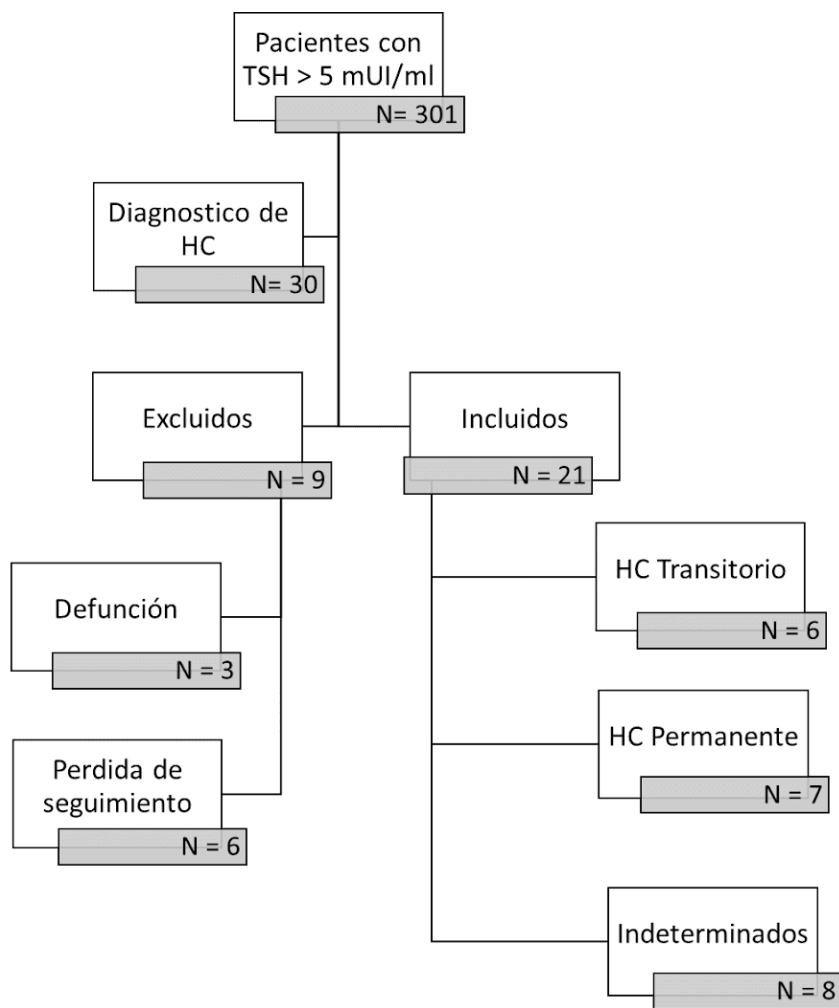 Pacientes con
TSH > 5 mUI/ml
N= 301
Diagnostico de
HC
N= 30
Excluidos
N = 9
Incluidos
N = 21
Defunción
N = 3
Perdida de
seguimiento
N = 6
HC Transitorio
N = 6
HC Permanente
N = 7
Indeterminados
N = 8